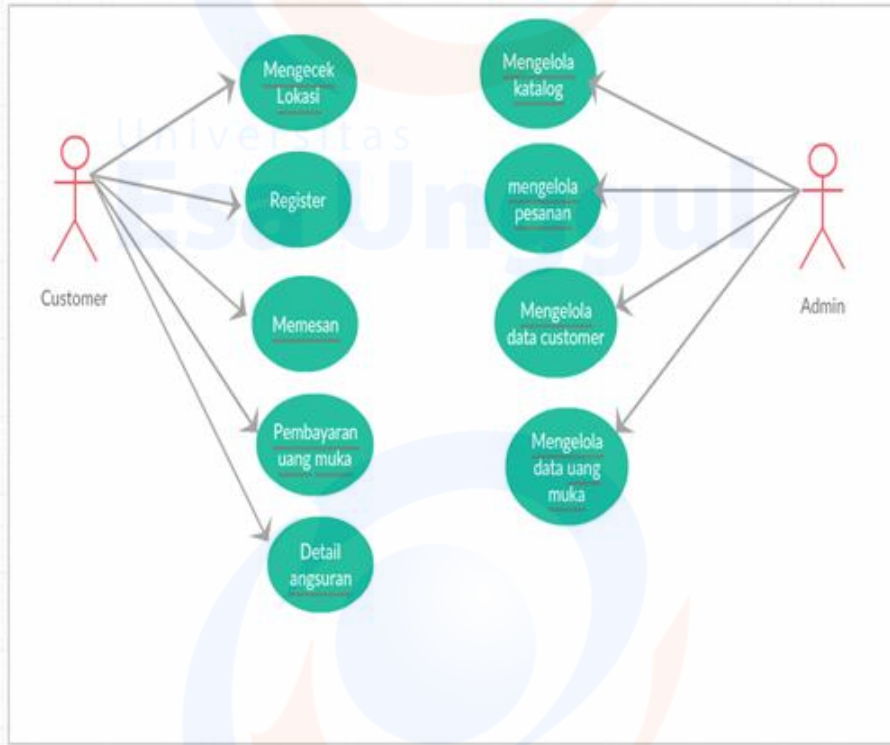 Universitas
Esa Unggul
Mengecek
Lokasi
Register
Memesan
Pembayaran
uang muka
Detail
angsuran
Customer
Mengelola
katalog
mengelola
pesanan
Mengelola
data customer
Mengelola
data uang
muka
Admin